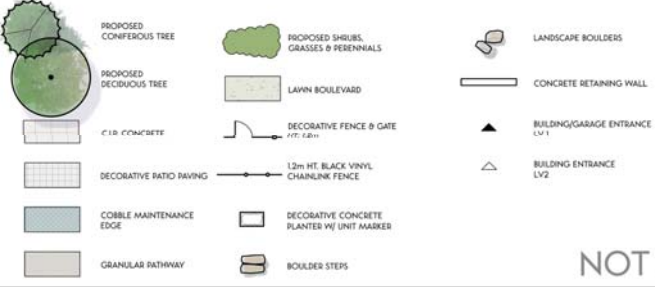 PROPOSED
CONIFEROUS TREE
PROPOSED
DECIDUOUS TREE
C.I.P. CONCRETE
DECORATIVE PATIO PAVING
COBBLE MAINTENANCE
EDGE
GRANULAR PATHWAY
PROPOSED SHRUBS,
GRASSES & PERENNIALS
LAWN BOULEVARD
DECORATIVE FENCE & GATE
1.2m HT. BLACK VINYL
CHAINLINK FENCE
DECORATIVE CONCRETE
PLANTER W/ UNIT MARKER
BOULDER STEPS
LANDSCAPE BOULDERS
CONCRETE RETAINING WALL
BUILDING/GARAGE ENTRANCE
LV1
BUILDING ENTRANCE
LV2
NOT